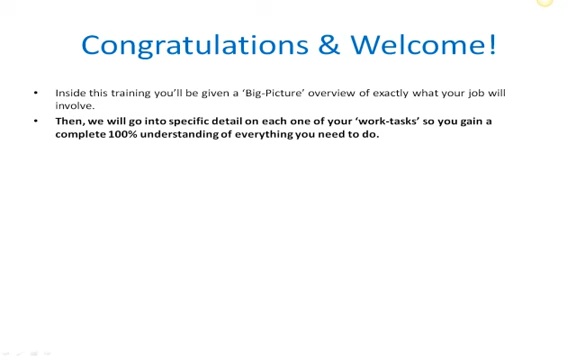 Congratulations & Welcome!
• Inside this training you'll be given a 'Big-Picture' overview of exactly what your job will
involve.
• Then, we will go into specific detail on each one of your 'work-tasks' so you gain a
complete 100% understanding of everything you need to do.